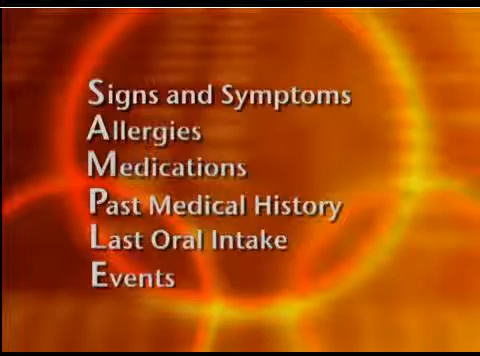 Signs and Symptoms
Allergies
Medications
Past Medical History
Last Oral Intake
Events